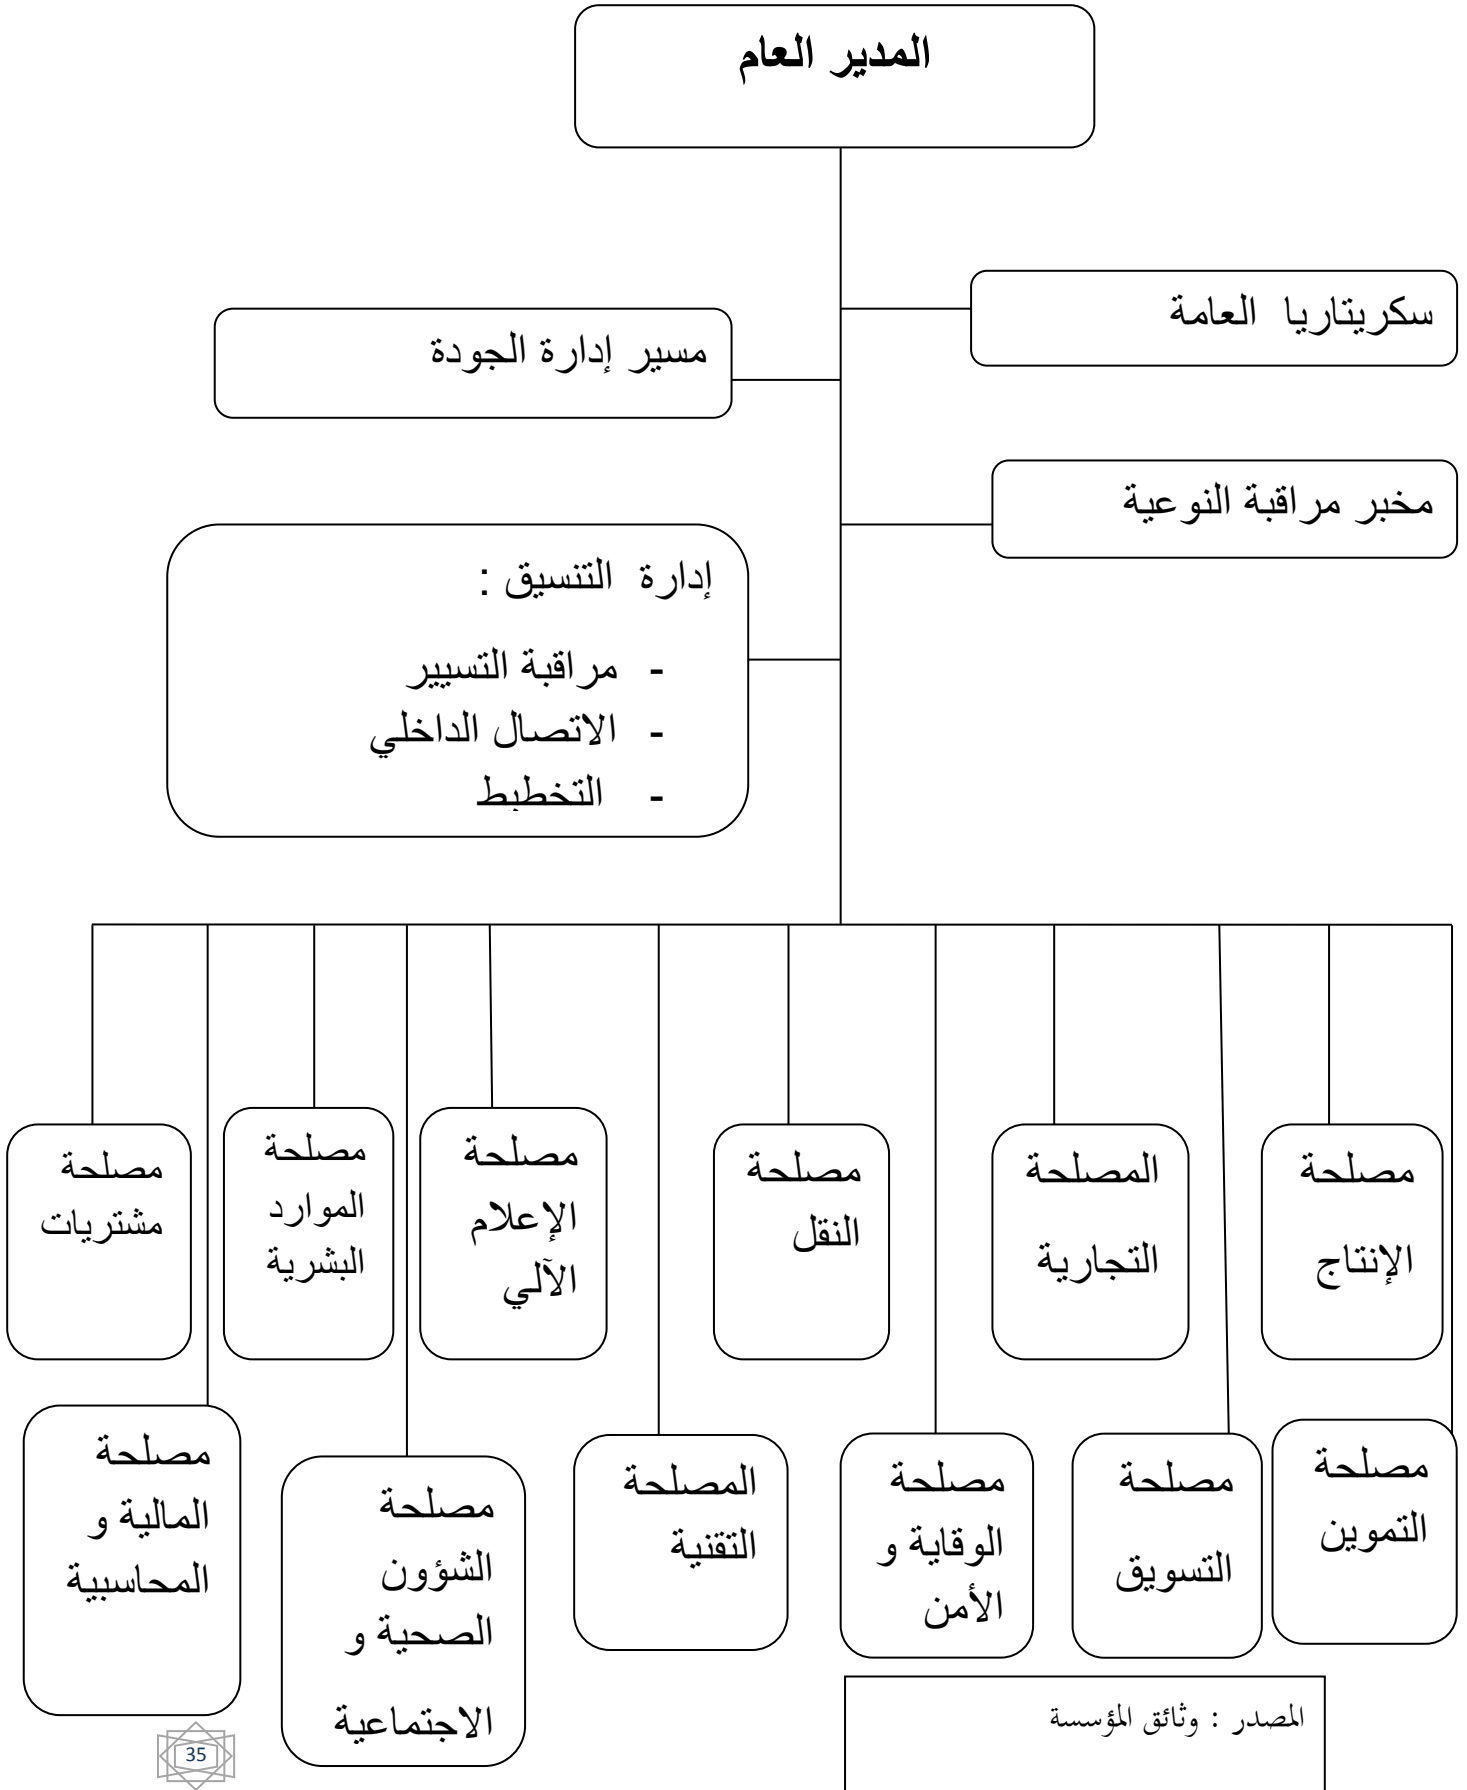 المدير العام
سكريتاريا العامة
مسير إدارة الجودة
مخبر مراقبة النوعية
إدارة التنسيق :
- مراقبة التسيير
- الاتصال الداخلي
- التخطيط
مصلحة
الإنتاج
المصلحة
التجارية
مصلحة
النقل
مصلحة
الإعلام
الآلي
مصلحة
الموارد
البشرية
مصلحة
مشتريات
مصلحة
التموين
مصلحة
التسويق
مصلحة
الوقاية و
الأمن
المصلحة
التقنية
مصلحة
الشؤون
الصحية و
الاجتماعية
مصلحة
المالية و
المحاسبية
المصدر : وثائق المؤسسة
35